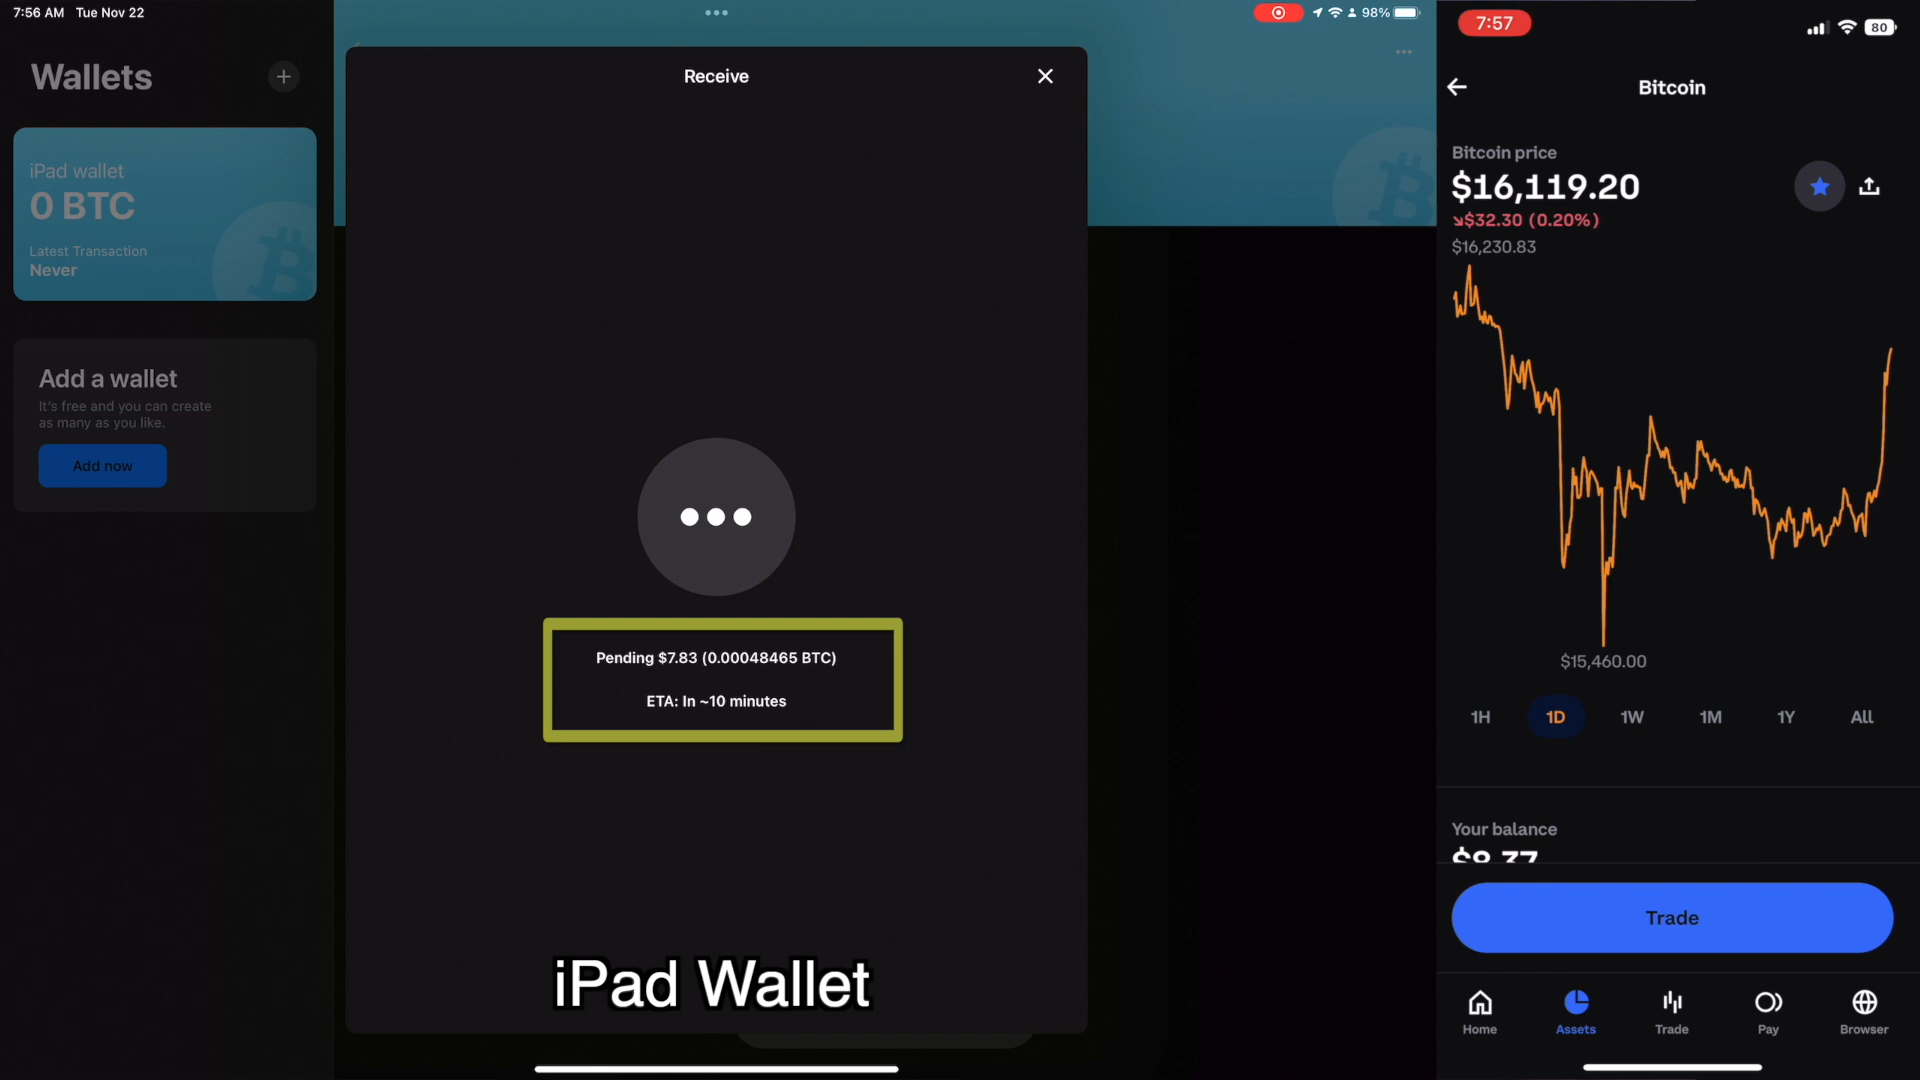 7:56 AM Tue Nov 22
98%
Wallets
iPad wallet
0 BTC
Latest Transaction
Never
Add a wallet
It's free and you can create
as many as you like.
Add now
Receive
Pending $7.83 (0.00048465 BTC)
ETA: In ~10 minutes
iPad Wallet
7:57
80
Bitcoin
Bitcoin price
$16,119.20
↘$32.30 (0.20%)
$16,230.83
$15,460.00
1H 1D 1W 1M 1Y All
Your balance
$8.37
Trade
Home Assets Trade Pay Browser